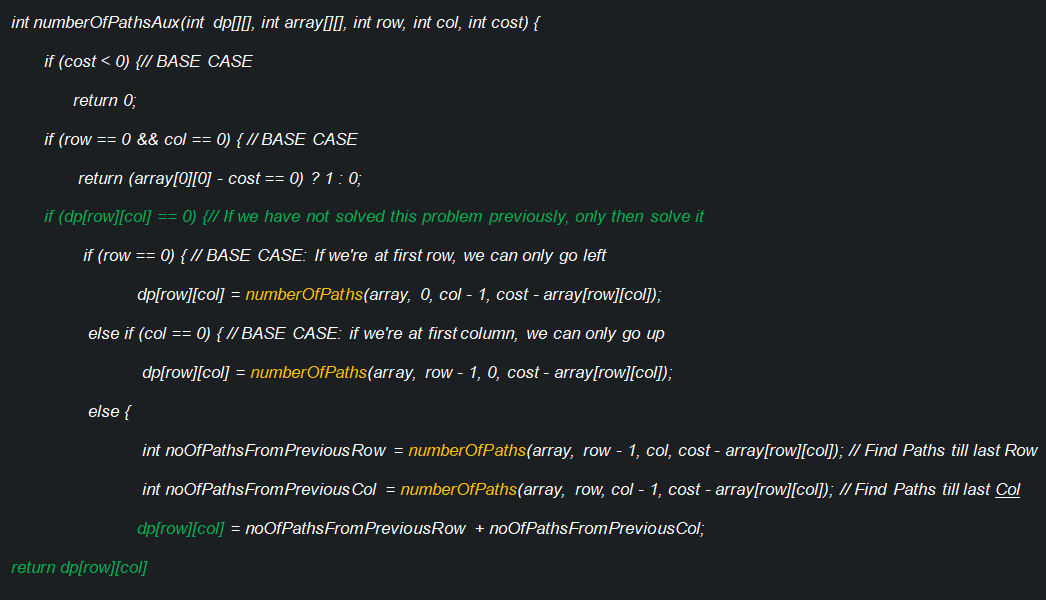 int numberOfPathsAux(int dp[][], int array[][], int row, int col, int cost) {
if (cost < 0) {// BASE CASE
return 0;
if (row == 0 && col == 0) { // BASE CASE
return (array[0][0] - cost == 0) ? 1 : 0;
if (dp[row][col] == 0) {// If we have not solved this problem previously, only then solve it
if (row == 0) { // BASE CASE: If we're at first row, we can only go left
dp[row][col] = numberOfPaths(array, 0, col - 1, cost - array[row][col]);
else if (col == 0) { // BASE CASE: if we're at first column, we can only go up
dp[row][col] = numberOfPaths(array, row - 1, 0, cost - array[row][col]);
else {
int noOfPathsFromPreviousRow = numberOfPaths(array, row - 1, col, cost - array[row][col]); // Find Paths till last Row
int noOfPathsFromPreviousCol = numberOfPaths(array, row, col - 1, cost - array[row][col]); // Find Paths till last Col
dp[row][col] = noOfPathsFromPreviousRow + noOfPathsFromPreviousCol;
return dp[row][col]